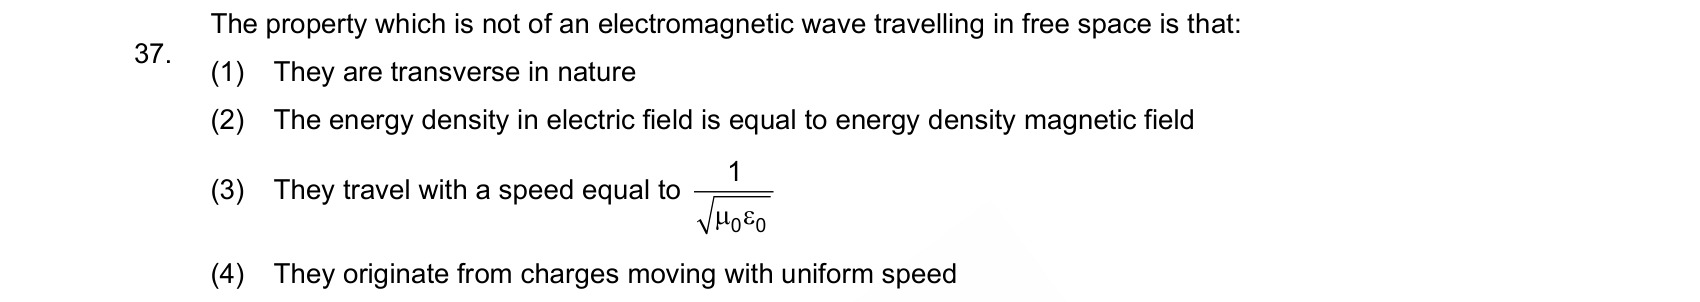 The property which is not of an electromagnetic wave travelling in free space is that:
37.
(1) They are transverse in nature
(2) The energy density in electric field is equal to energy density magnetic field
(3) They travel with a speed equal to 1/√μ₀ε₀
(4) They originate from charges moving with uniform speed